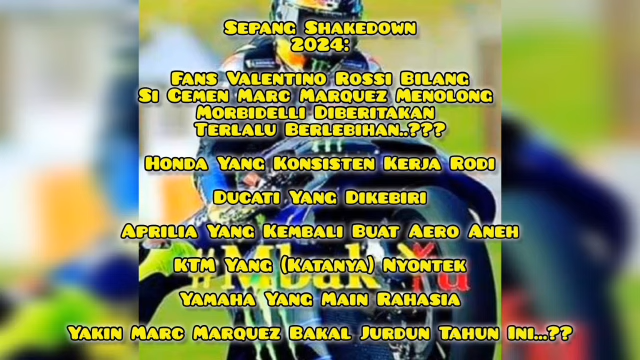 Sepang Shakedown
2024:
Fans Valentino Rossi Bilang
Si Cemen Marc Marquez Menolong
Morbidelli Diberitakan
Terlalu Berlebihan..???
Honda Yang Konsisten Kerja Rodi
Ducati Yang Dikebiri
Aprilia Yang Kembali Buat Aero Aneh
#Mbak Yu
KTM Yang (Katanya) Nyontek
Yamaha Yang Main Rahasia
Yakin Marc Marquez Bakal Jurdun Tahun Ini...??